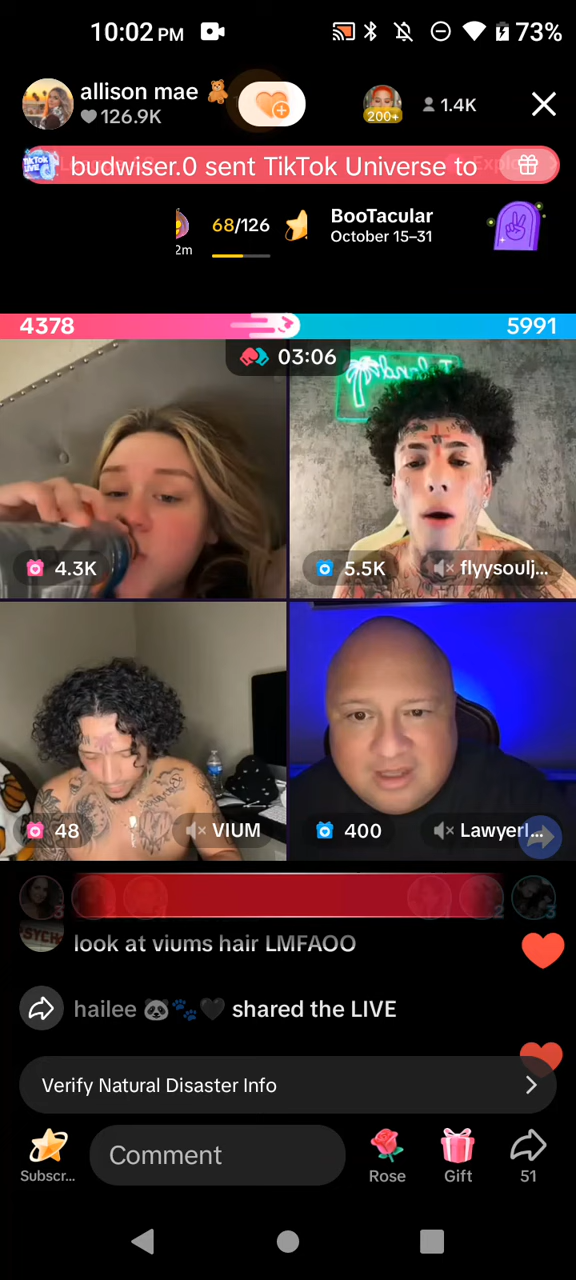 10:02 PM
73%
allison mae
126.9K
200+
1.4K
budwiser.0 sent TikTok Universe to
68/126
2m
BooTacular
October 15–31
4378
5991
03:06
4.3K
5.5K
flyysoulj...
48
VIUM
400
LawyerI...
look at viums hair LMFAOO
hailee shared the LIVE
Verify Natural Disaster Info
Subscr...
Comment
Rose
Gift
51